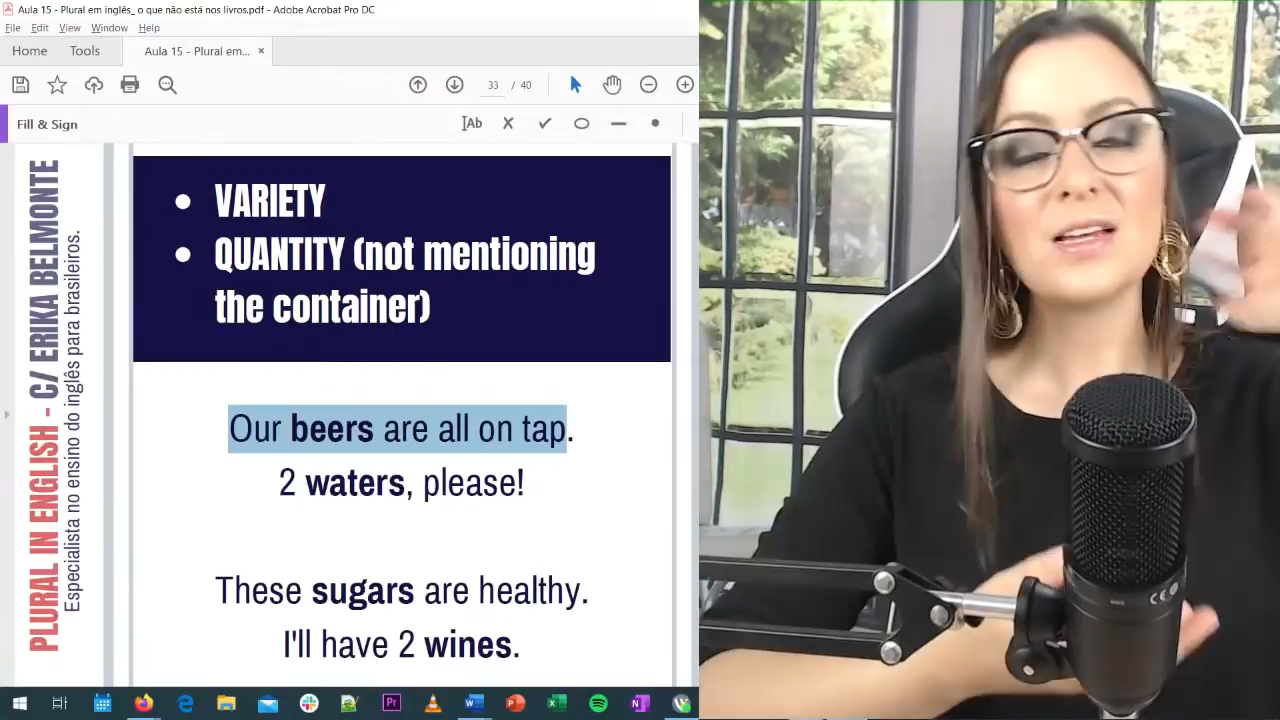 Aula 15 - Plural em inglês_ o que não está nos livros.pdf - Adobe Acrobat Pro DC
File Edit View Window Help
Home Tools Aula 15 - Plural em... ×
33 / 40
Fill & Sign
IAb
PLURAL IN ENGLISH - C/ ERIKA BELMONTE
Especialista no ensino do inglês para brasileiros.
• VARIETY
• QUANTITY (not mentioning
the container)
Our beers are all on tap.
2 waters, please!
These sugars are healthy.
I'll have 2 wines.